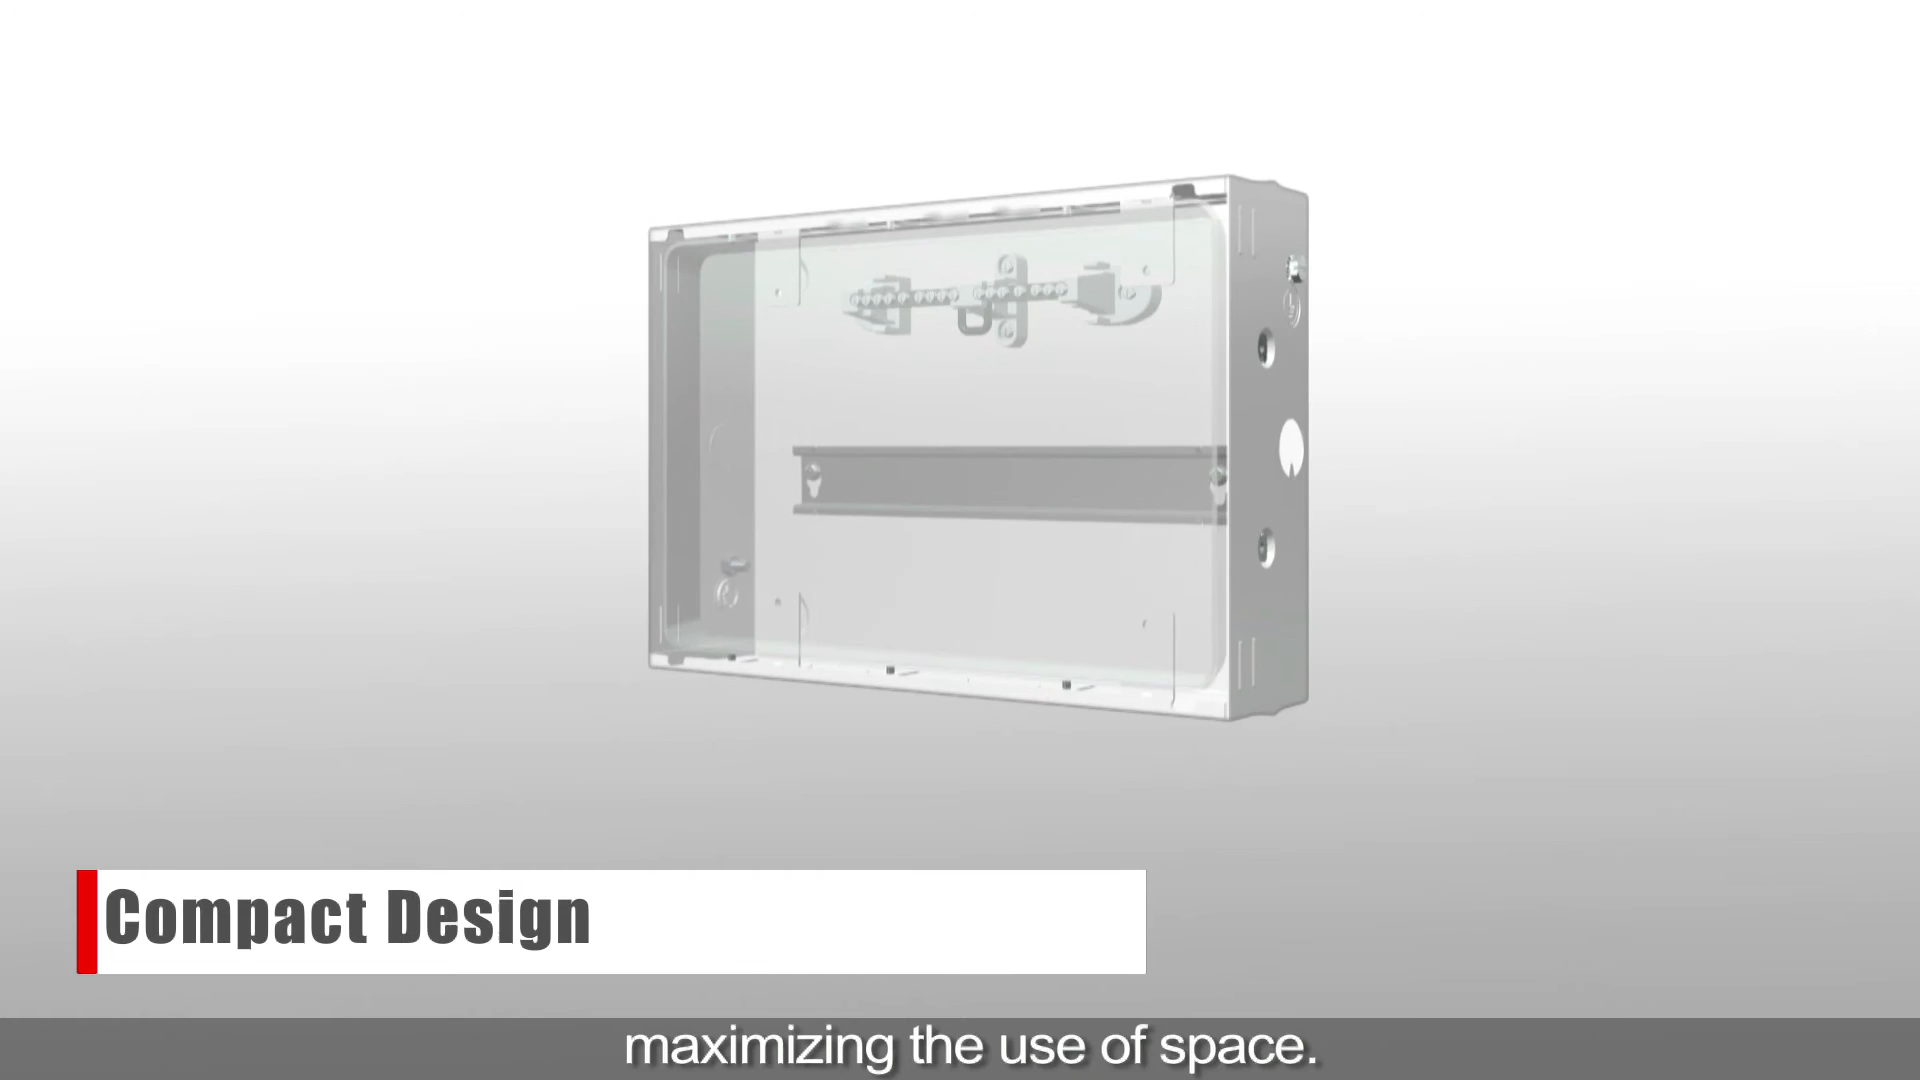 Compact Design
maximizing the use of space.